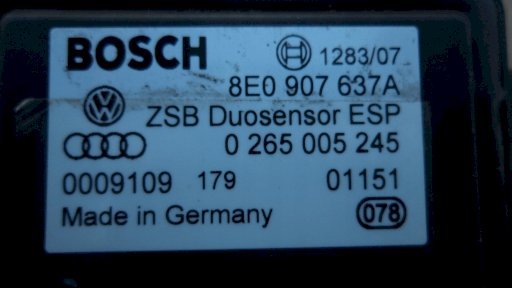 BOSCH 1283/07
8E0 907 637A
ZSB Duosensor ESP
0 265 005 245
0009109 179 01151
Made in Germany 078